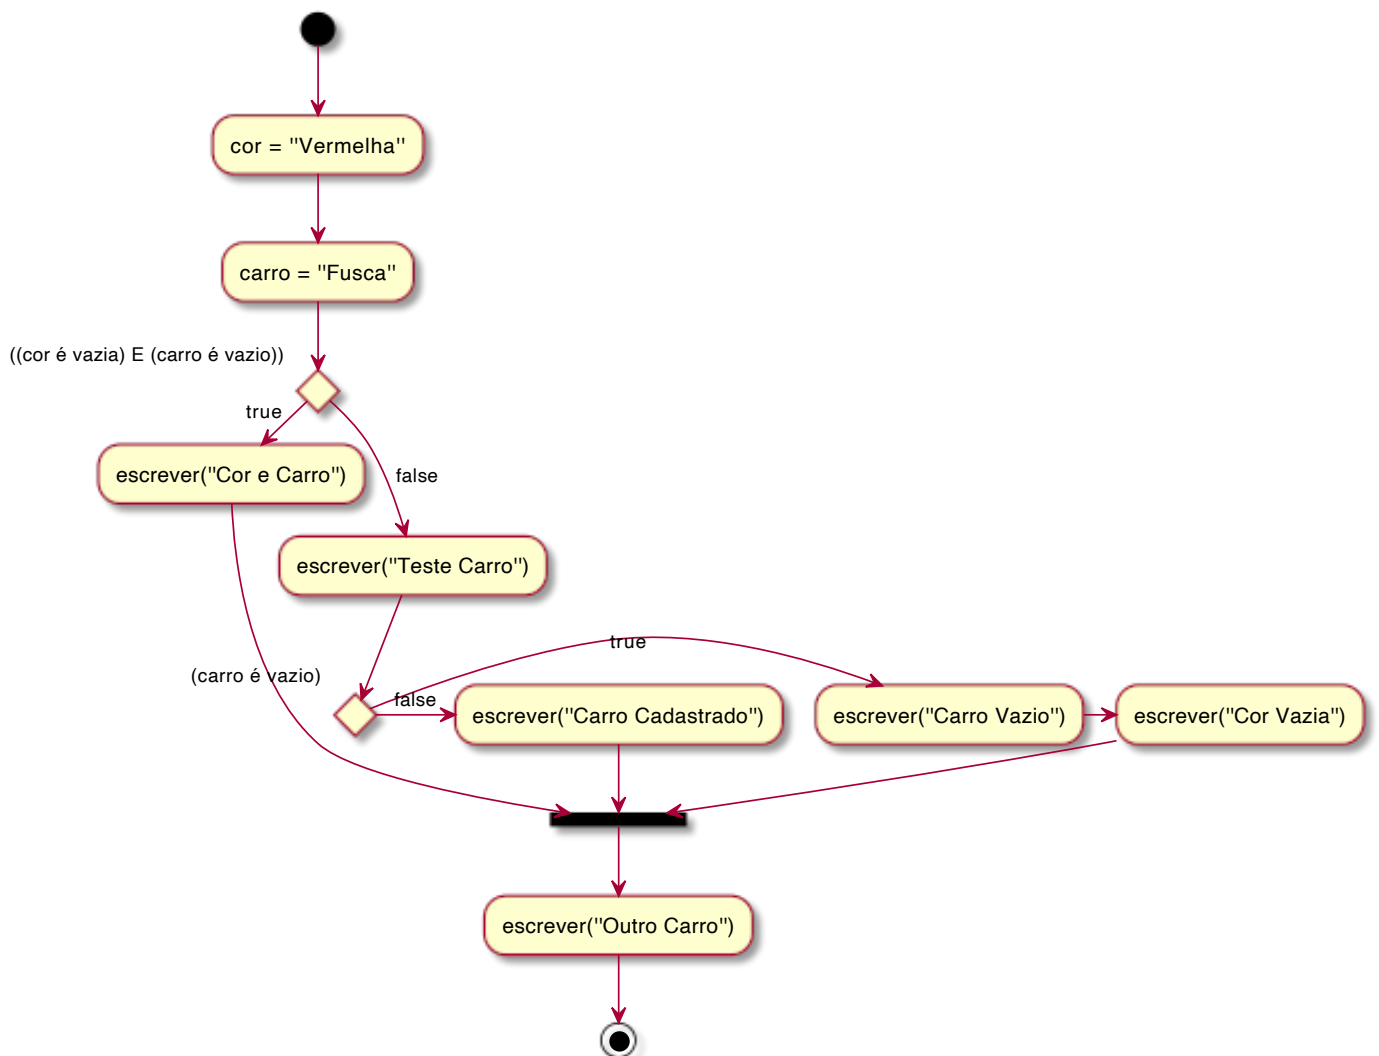 cor = "Vermelha"
carro = "Fusca"
((cor é vazia) E (carro é vazio))
true
escrever("Cor e Carro")
false
escrever("Teste Carro")
true
(carro é vazio)
false
escrever("Carro Cadastrado")
escrever("Carro Vazio")
escrever("Cor Vazia")
escrever("Outro Carro")